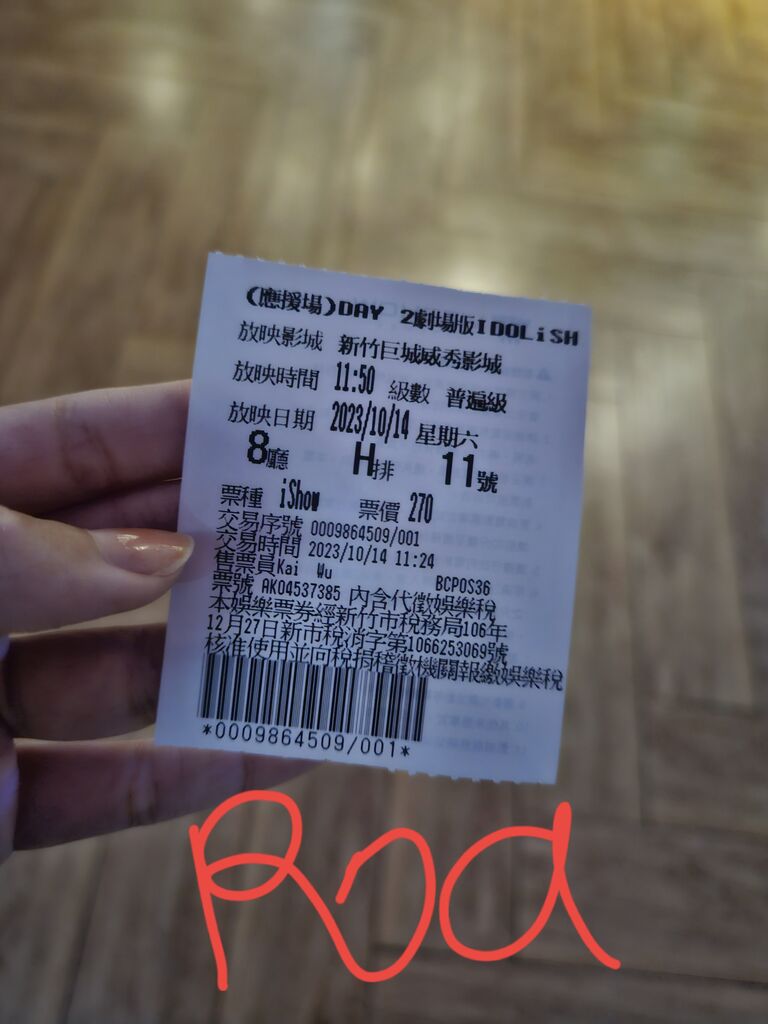 (應援場)DAY 2劇場版IDOLiSH
放映影城 新竹巨城威秀影城
放映時間 11:50 級數 普遍級
放映日期 2023/10/14 星期六
8廳 H排 11號
票種 iShow 票價 270
交易序號 0009864509/001
交易時間 2023/10/14 11:24
售票員Kai Wu BCPOS36
票號 AK04537385 內含代徵娛樂稅
本娛樂票券經新竹市稅務局106年
12月27日新市稅消字第1066253069號
核准使用並向稅捐稽徵機關報繳娛樂稅
*0009864509/001*